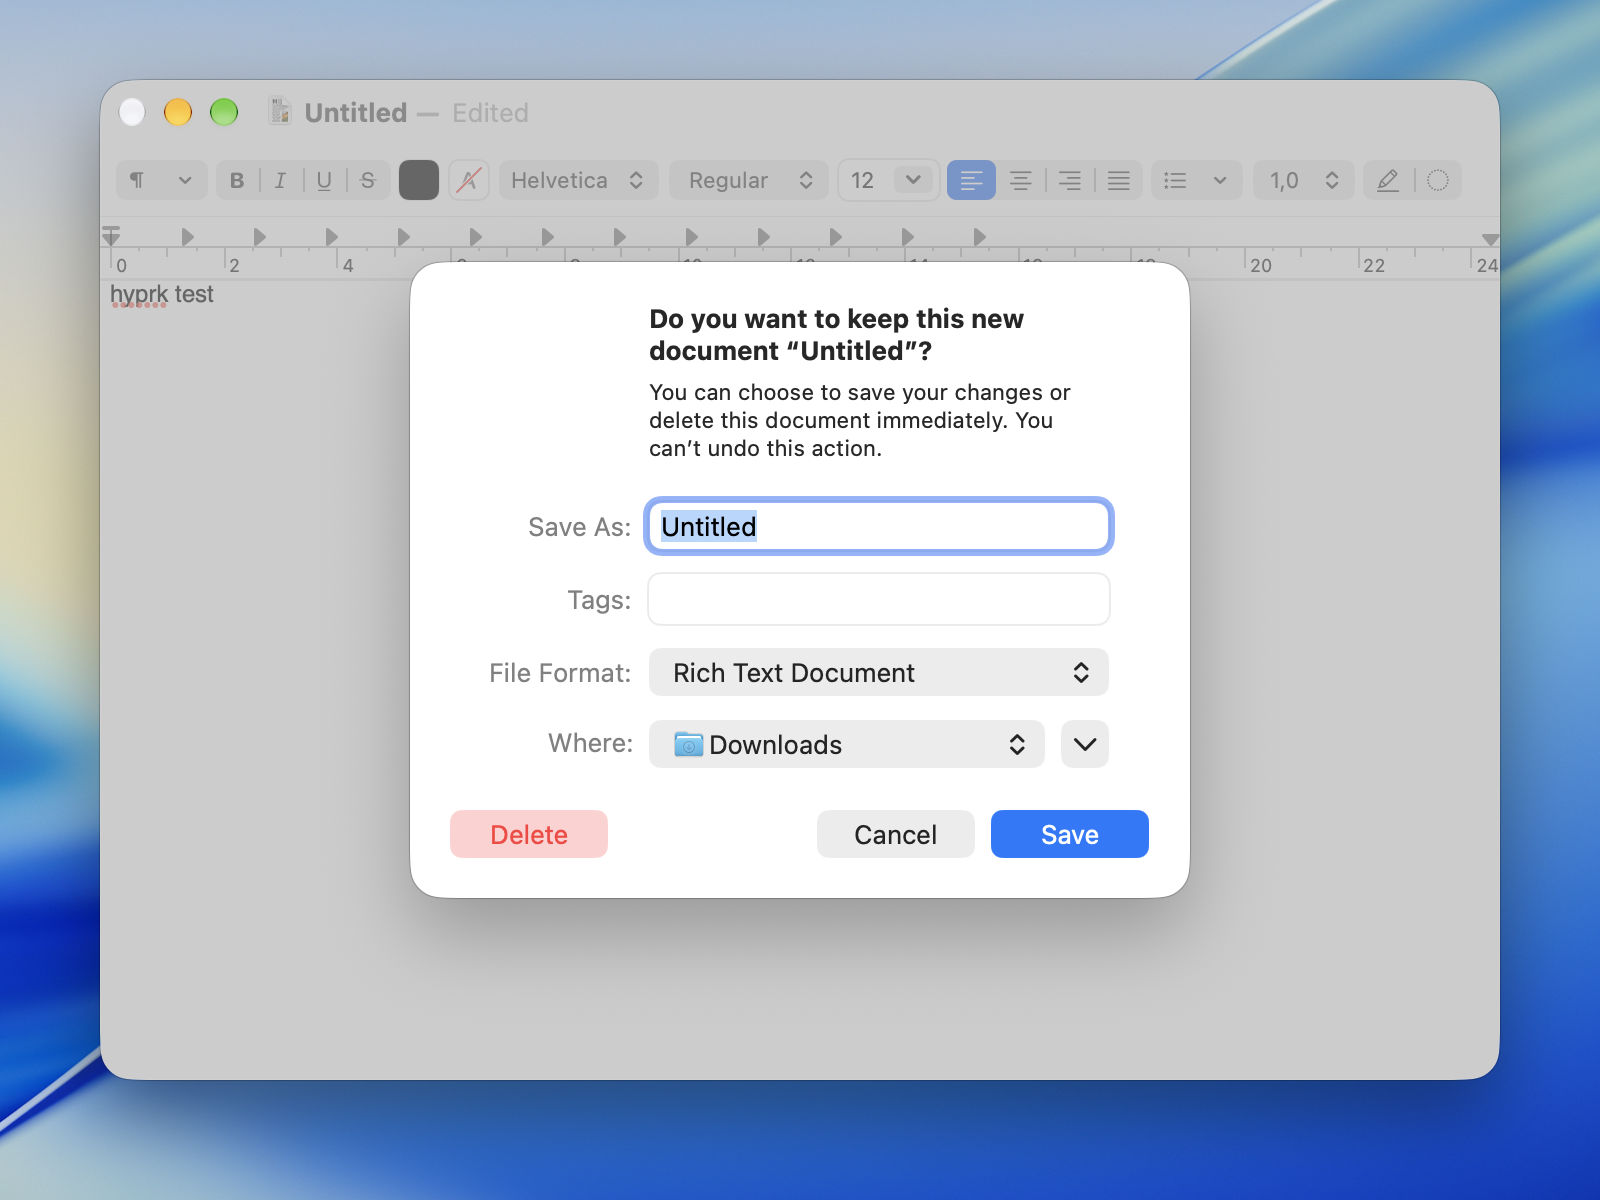 Untitled — Edited
¶ B I U S A Helvetica Regular 12 1,0
0 2 4 20 22 24
hyprk test
Do you want to keep this new
document “Untitled”?
You can choose to save your changes or
delete this document immediately. You
can’t undo this action.
Save As: Untitled
Tags:
File Format: Rich Text Document
Where: Downloads
Delete Cancel Save